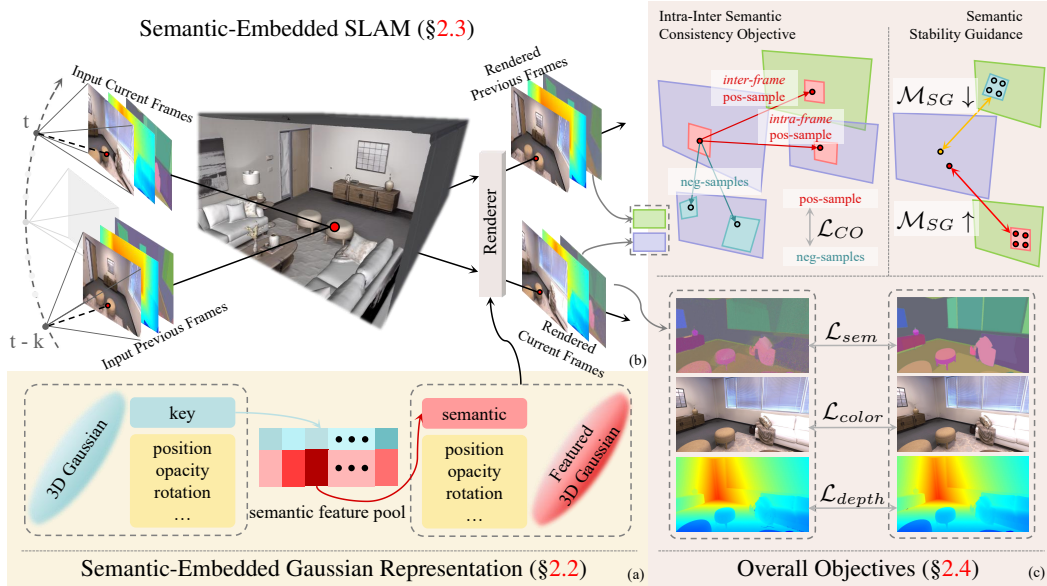 Semantic-Embedded SLAM (§2.3)
Input Current Frames
t
Input Previous Frames
t - k
Rendered
Previous Frames
Renderer
Rendered
Current Frames
(b)
3D Gaussian
key
position
opacity
rotation
...
semantic feature pool
semantic
position
opacity
rotation
...
Featured
3D Gaussian
Semantic-Embedded Gaussian Representation (§2.2)
(a)
Intra-Inter Semantic
Consistency Objective
inter-frame
pos-sample
intra-frame
pos-sample
neg-samples
pos-sample
L_CO
neg-samples
Semantic
Stability Guidance
M_SG ↓
M_SG ↑
L_sem
L_color
L_depth
Overall Objectives (§2.4)
(c)